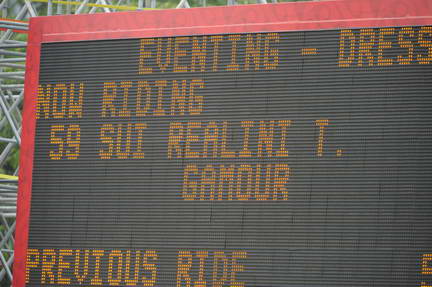 EVENTING - DRESS
NOW RIDING
59 SUI REALINI T.
GAMOUR
PREVIOUS RIDE